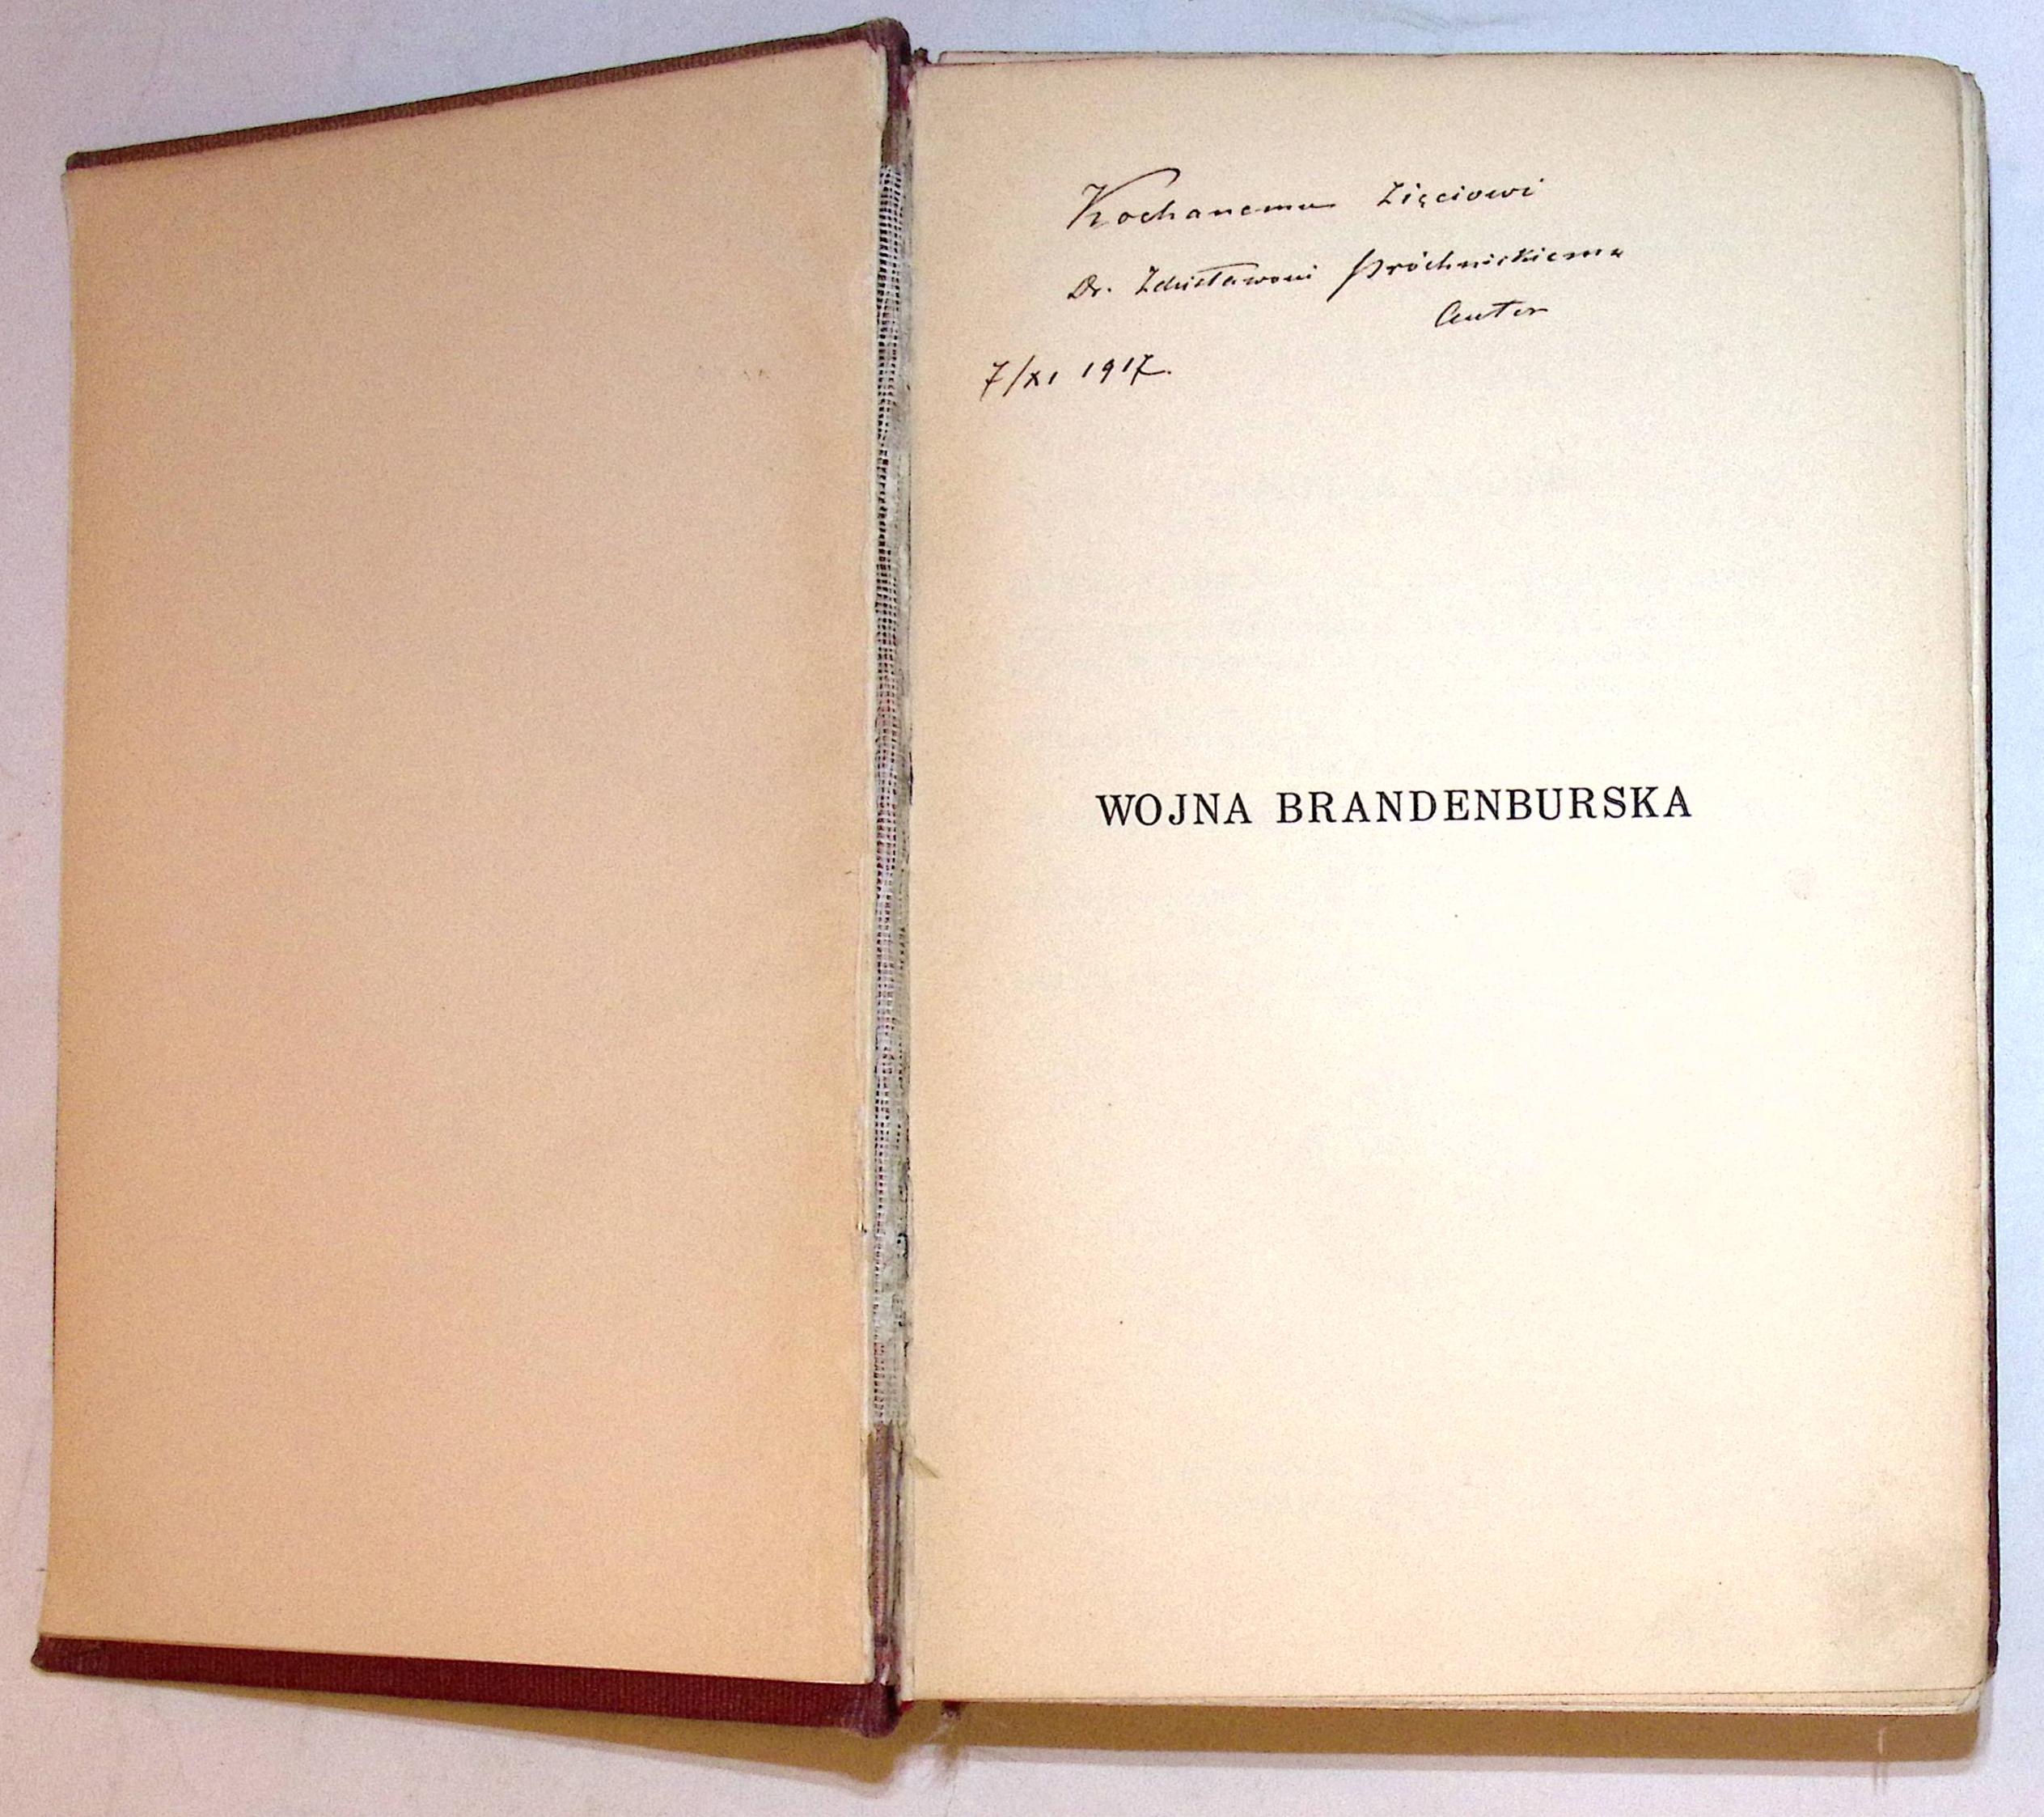 Kochanemu Zięciowi
Dr. Zdzisławowi Próchnickiemu
Autor
7/XI 1917.
WOJNA BRANDENBURSKA